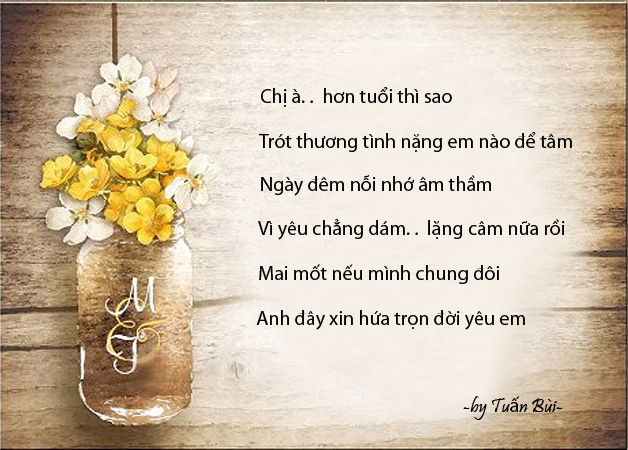 Chị à. . hơn tuổi thì sao
Trót thương tình nặng em nào để tâm
Ngày đêm nỗi nhớ âm thầm
Vì yêu chẳng dám. . lặng câm nữa rồi
Mai mốt nếu mình chung đôi
Anh đây xin hứa trọn đời yêu em
-by Tuấn Bùi-
M
&
J